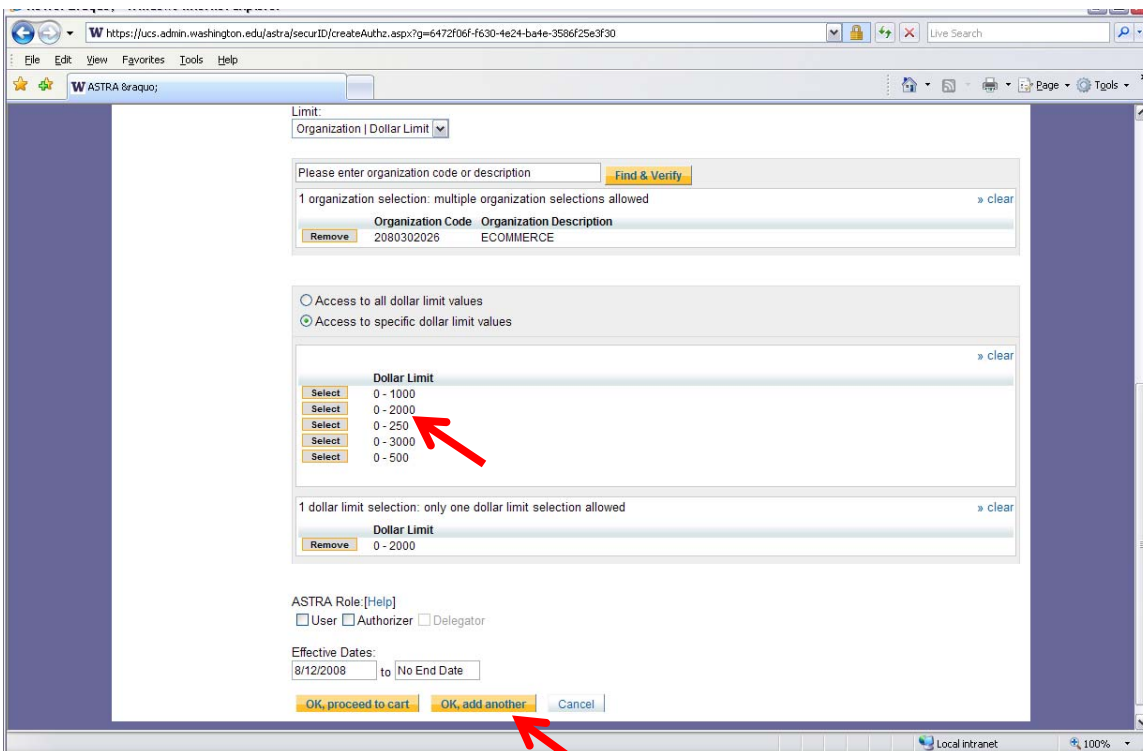 W https://ucs.admin.washington.edu/astra/securID/createAuthz.aspx?g=6472f06f-f630-4e24-ba4e-3586f25e3f30 Live Search
File Edit View Favorites Tools Help
W ASTRA &raquo; Page Tools
Limit:
Organization | Dollar Limit
Please enter organization code or description Find & Verify
1 organization selection: multiple organization selections allowed » clear
Organization Code Organization Description
Remove 2080302026 ECOMMERCE
Access to all dollar limit values
Access to specific dollar limit values
» clear
Dollar Limit
Select 0 - 1000
Select 0 - 2000
Select 0 - 250
Select 0 - 3000
Select 0 - 500
1 dollar limit selection: only one dollar limit selection allowed » clear
Dollar Limit
Remove 0 - 2000
ASTRA Role:[Help]
User Authorizer Delegator
Effective Dates:
8/12/2008 to No End Date
OK, proceed to cart OK, add another Cancel
Local intranet 100%